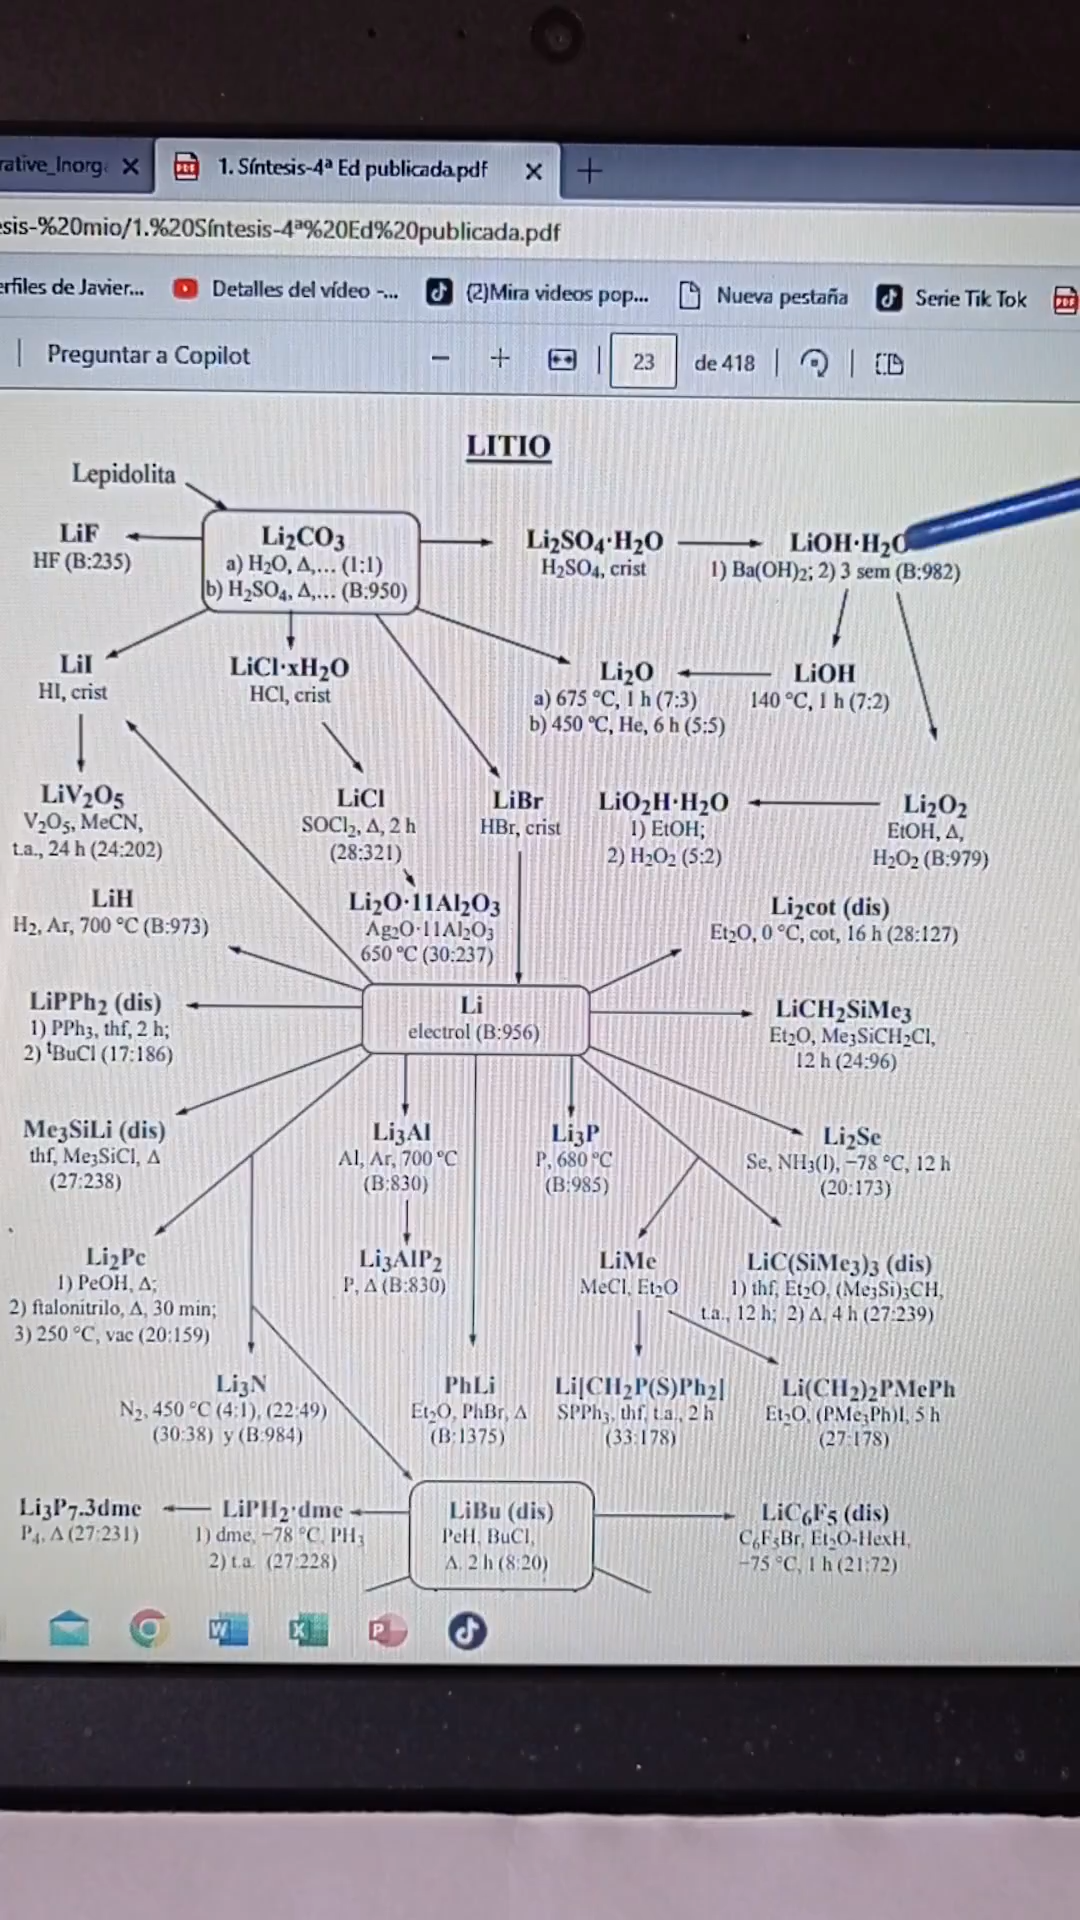 1. Síntesis-4ª Ed publicada.pdf
esis-%20mio/1.%20Síntesis-4ª%20Ed%20publicada.pdf
erfiles de Javier... Detalles del vídeo -... (2)Mira videos pop... Nueva pestaña Serie Tik Tok
Preguntar a Copilot 23 de 418
LITIO
Lepidolita
LiF
HF (B:235)
Li2CO3
a) H2O, Δ,... (1:1)
b) H2SO4, Δ,... (B:950)
Li2SO4·H2O
H2SO4, crist
LiOH·H2O
1) Ba(OH)2; 2) 3 sem (B:982)
LiI
HI, crist
LiCl·xH2O
HCl, crist
Li2O
a) 675 °C, 1 h (7:3)
b) 450 °C, He, 6 h (5:5)
LiOH
140 °C, 1 h (7:2)
LiV2O5
V2O5, MeCN,
t.a., 24 h (24:202)
LiCl
SOCl2, Δ, 2 h
(28:321)
LiBr
HBr, crist
LiO2H·H2O
1) EtOH;
2) H2O2 (5:2)
Li2O2
EtOH, Δ,
H2O2 (B:979)
LiH
H2, Ar, 700 °C (B:973)
Li2O·11Al2O3
Ag2O·11Al2O3
650 °C (30:237)
Li2cot (dis)
Et2O, 0 °C, cot, 16 h (28:127)
LiPPh2 (dis)
1) PPh3, thf, 2 h;
2) tBuCl (17:186)
Li
electrol (B:956)
LiCH2SiMe3
Et2O, Me3SiCH2Cl,
12 h (24:96)
Me3SiLi (dis)
thf, Me3SiCl, Δ
(27:238)
Li3Al
Al, Ar, 700 °C
(B:830)
Li3P
P, 680 °C
(B:985)
Li2Se
Se, NH3(l), −78 °C, 12 h
(20:173)
Li2Pc
1) PeOH, Δ;
2) ftalonitrilo, Δ, 30 min;
3) 250 °C, vac (20:159)
Li3AlP2
P, Δ (B:830)
LiMe
MeCl, Et2O
LiC(SiMe3)3 (dis)
1) thf, Et2O, (Me3Si)3CH,
t.a., 12 h; 2) Δ, 4 h (27:239)
Li3N
N2, 450 °C (4:1), (22:49)
(30:38) y (B:984)
PhLi
Et2O, PhBr, Δ
(B:1375)
Li[CH2P(S)Ph2]
SPPh3, thf, t.a., 2 h
(33:178)
Li(CH2)2PMePh
Et2O, (PMe3Ph)I, 5 h
(27:178)
Li3P7.3dme
P4, Δ (27:231)
LiPH2·dme
1) dme, −78 °C, PH3
2) t.a. (27:228)
LiBu (dis)
PeH, BuCl,
Δ, 2 h (8:20)
LiC6F5 (dis)
C6F5Br, Et2O-HexH,
−75 °C, 1 h (21:72)